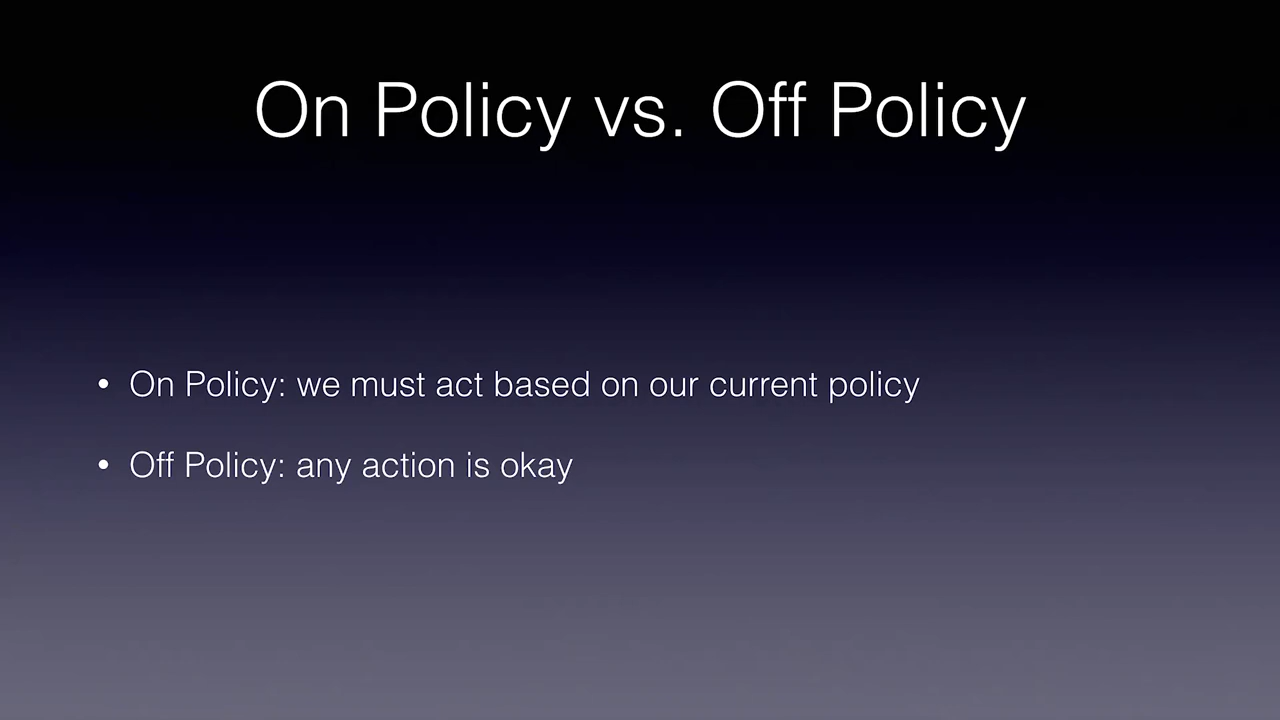 On Policy vs. Off Policy
• On Policy: we must act based on our current policy
• Off Policy: any action is okay